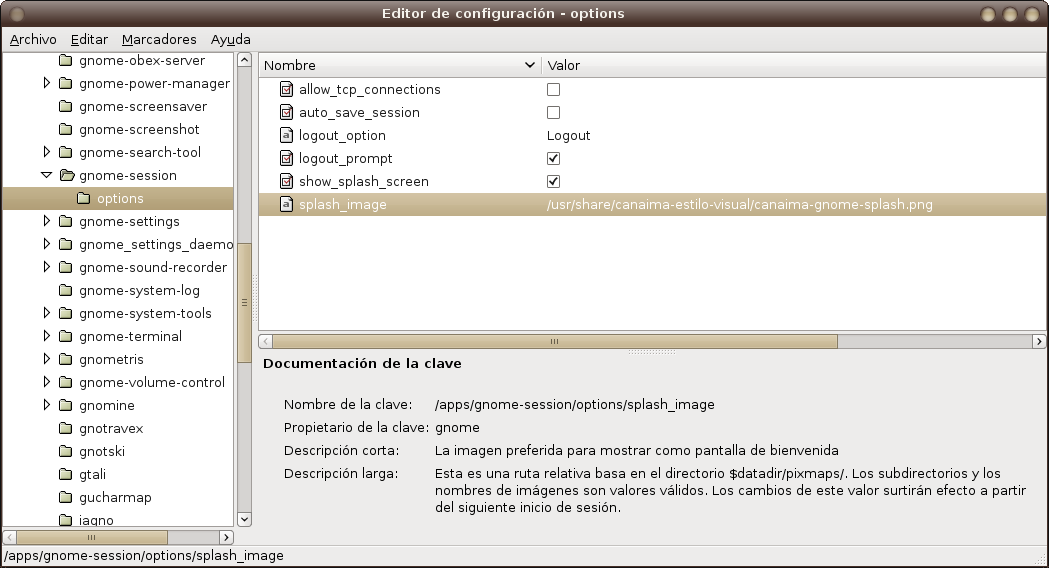 Editor de configuración - options
Archivo Editar Marcadores Ayuda
gnome-obex-server
gnome-power-manager
gnome-screensaver
gnome-screenshot
gnome-search-tool
gnome-session
options
gnome-settings
gnome_settings_daemo
gnome-sound-recorder
gnome-system-log
gnome-system-tools
gnome-terminal
gnometris
gnome-volume-control
gnomine
gnotravex
gnotski
gtali
gucharmap
iagno
Nombre Valor
allow_tcp_connections
auto_save_session
logout_option Logout
logout_prompt
show_splash_screen
splash_image /usr/share/canaima-estilo-visual/canaima-gnome-splash.png
Documentación de la clave
Nombre de la clave: /apps/gnome-session/options/splash_image
Propietario de la clave: gnome
Descripción corta: La imagen preferida para mostrar como pantalla de bienvenida
Descripción larga: Esta es una ruta relativa basa en el directorio $datadir/pixmaps/. Los subdirectorios y los
nombres de imágenes son valores válidos. Los cambios de este valor surtirán efecto a partir
del siguiente inicio de sesión.
/apps/gnome-session/options/splash_image